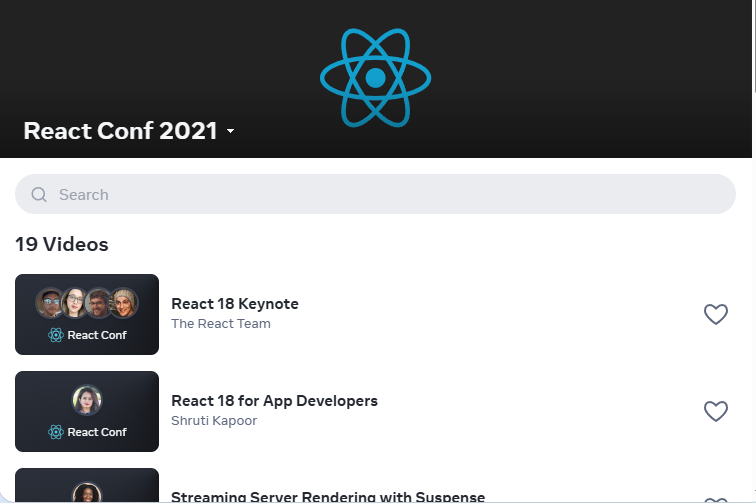 React Conf 2021
Search
19 Videos
React Conf
React 18 Keynote
The React Team
React Conf
React 18 for App Developers
Shruti Kapoor
Streaming Server Rendering with Suspense